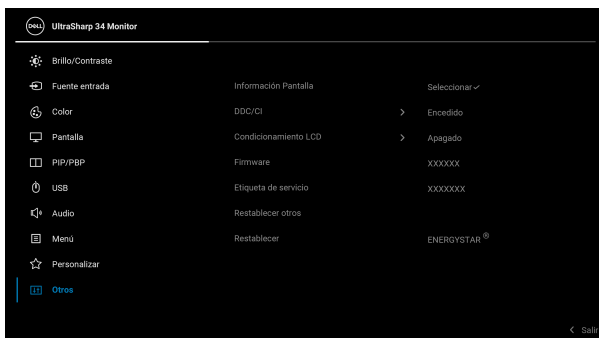 DELL UltraSharp 34 Monitor
Brillo/Contraste
Fuente entrada
Información Pantalla Seleccionar
Color
DDC/CI Encedido
Pantalla
Condicionamiento LCD Apagado
PIP/PBP
Firmware XXXXXX
USB
Etiqueta de servicio XXXXXXX
Audio
Restablecer otros
Menú
Restablecer ENERGYSTAR ®
Personalizar
Otros
Salir